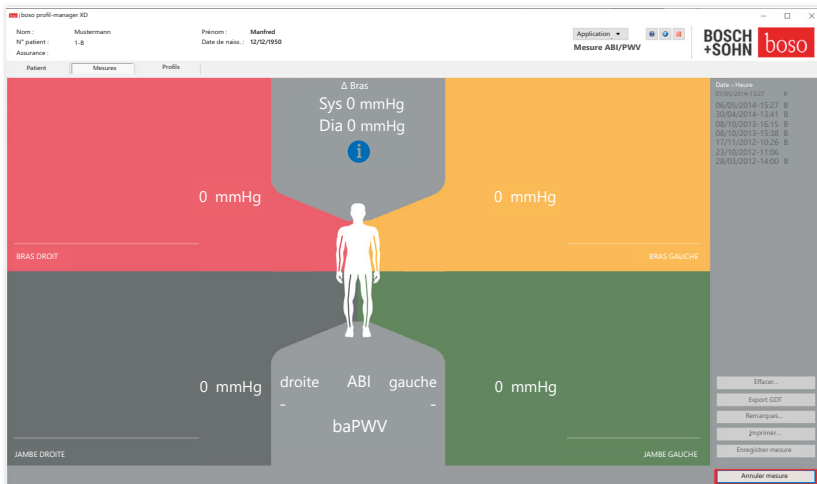 boso profil-manager XD
Nom : Mustermann Prénom : Manfred
N° patient : 1-B Date de naiss. : 12/12/1950
Assurance :
Application
Mesure ABI/PWV
BOSCH
+SOHN boso
Patient Mesures Profils
Δ Bras
Sys 0 mmHg
Dia 0 mmHg
i
0 mmHg
BRAS DROIT
0 mmHg
BRAS GAUCHE
0 mmHg
JAMBE DROITE
droite ABI gauche
- -
baPWV
0 mmHg
JAMBE GAUCHE
Date – Heure
07/05/2014-15:27 B
06/05/2014-15:27 B
30/04/2014-13:41 B
08/10/2013-16:15 B
08/10/2013-15:38 B
17/11/2012-10:26 B
23/10/2012-11:06
28/03/2012-14:00 B
Effacer...
Export GDT
Remarques...
Imprimer...
Enregistrer mesure
Annuler mesure